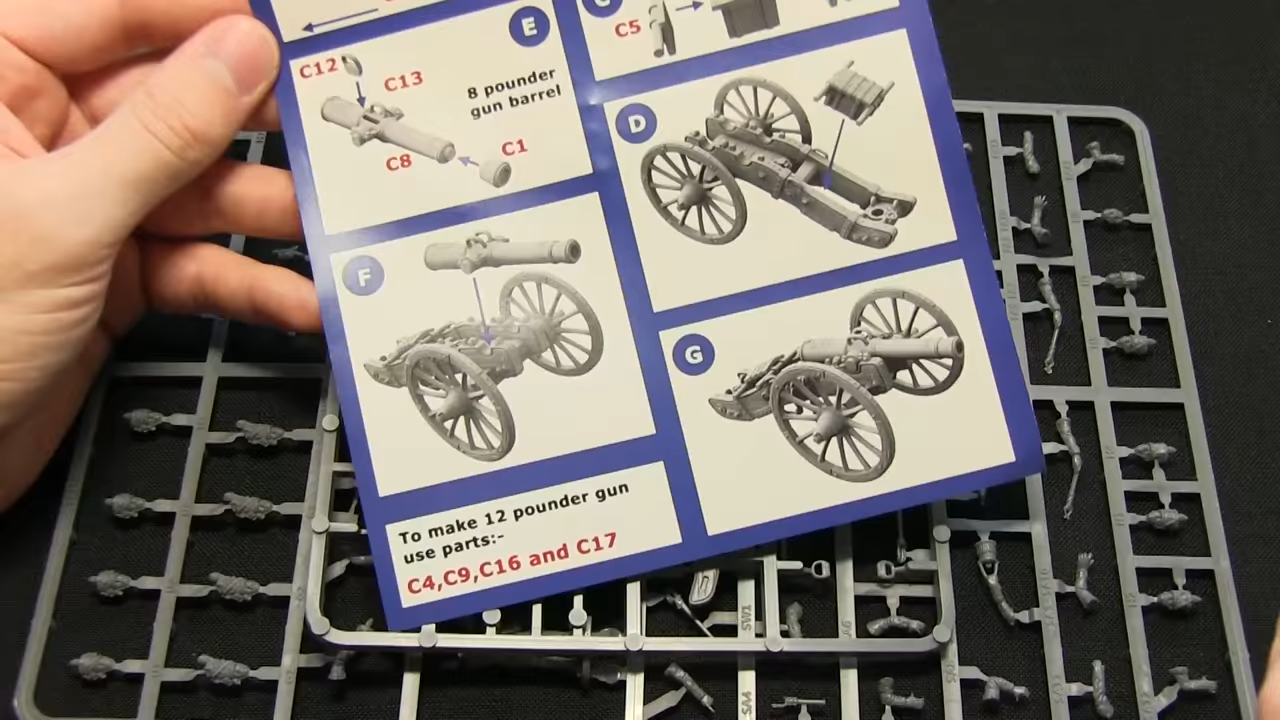 E
C12
C13
8 pounder
gun barrel
C8
C1
C5
D
F
G
To make 12 pounder gun
use parts:-
C4,C9,C16 and C17
SW1
SA4